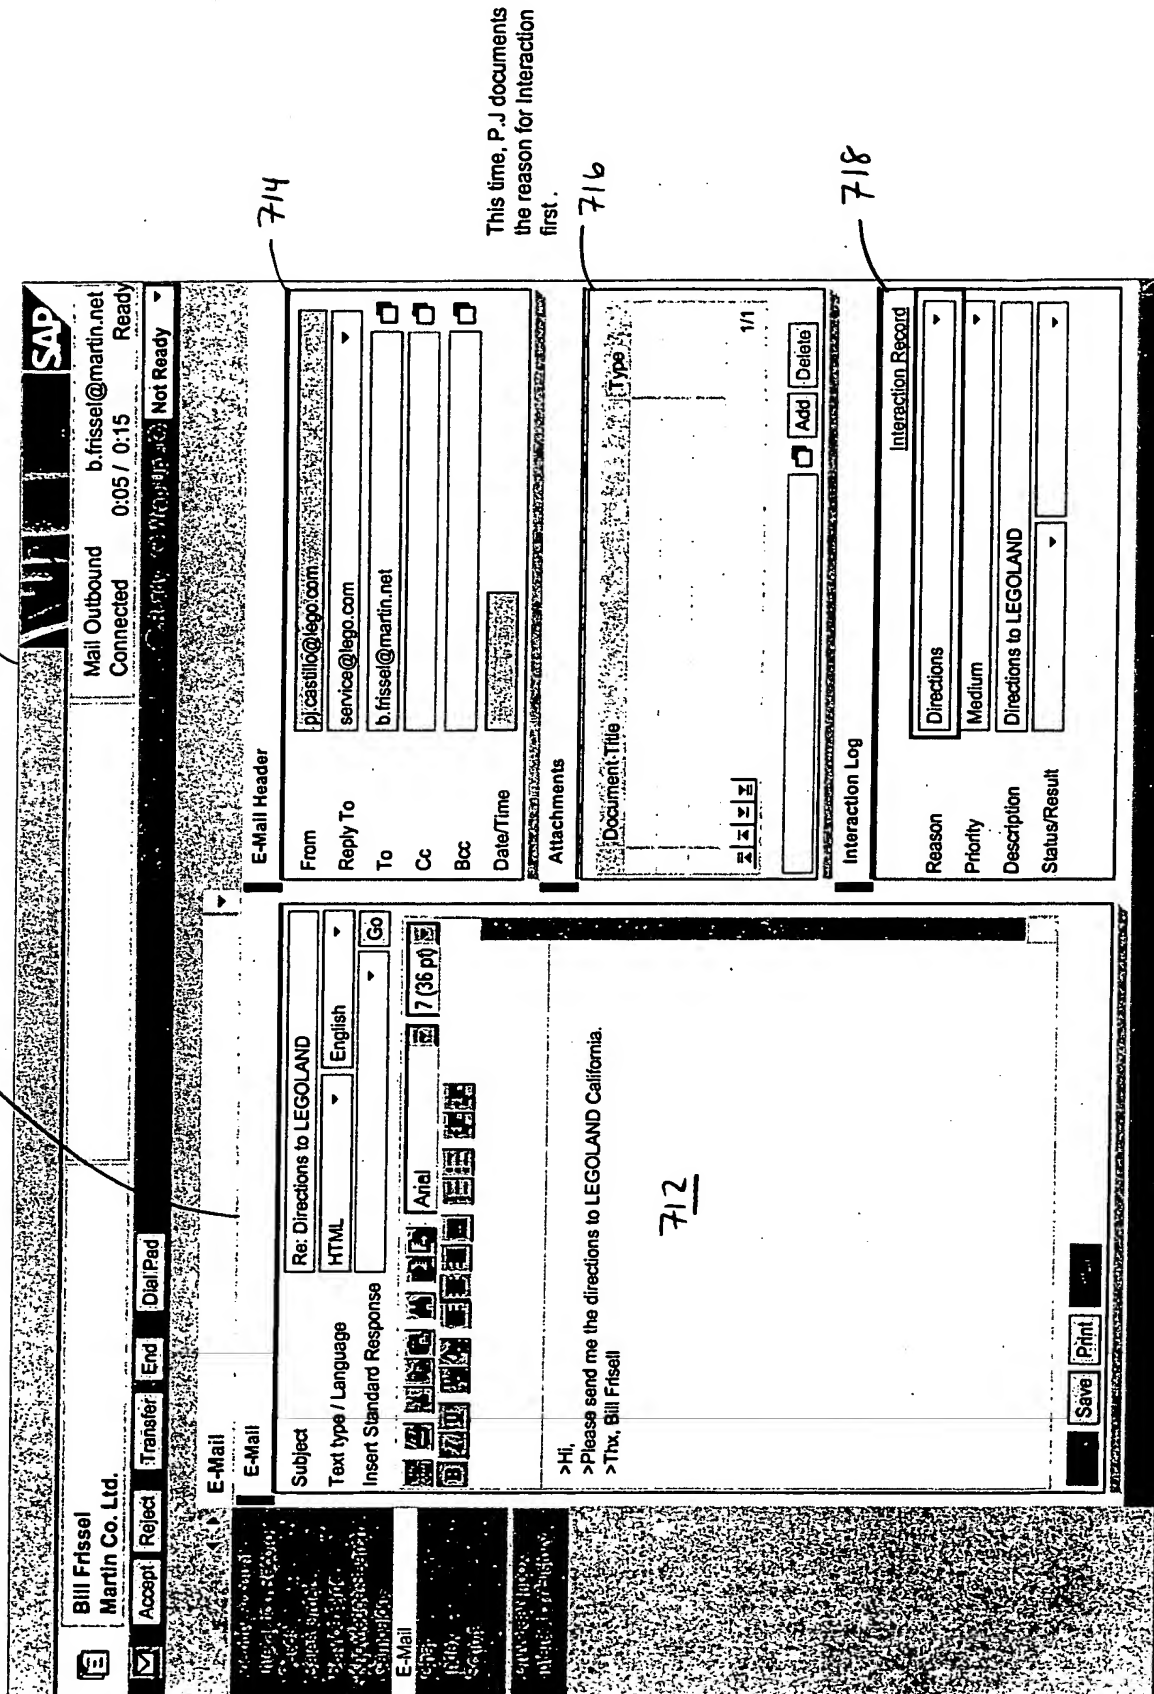 SAP
Bill Frissel
Martin Co. Ltd.
Mail Outbound b.frissel@martin.net
Connected 0:05 / 0:15 Ready
Accept Reject Transfer End Dial Pad
Not Ready
E-Mail
E-Mail
Subject Re: Directions to LEGOLAND
Text type / Language HTML English
Insert Standard Response Go
Arial 7 (36 pt)
B
>Hi,
>Please send me the directions to LEGOLAND California.
>Thx, Bill Frisell
712
Save Print
E-Mail
E-Mail Header
From pj.castillo@lego.com
Reply To service@lego.com
To b.frissel@martin.net
Cc
Bcc
Date/Time
714
Attachments
Document Title Type
1/1
Add Delete
716
Interaction Log
Interaction Record
Reason Directions
Priority Medium
Description Directions to LEGOLAND
Status/Result
718
This time, P.J documents
the reason for Interaction
first .